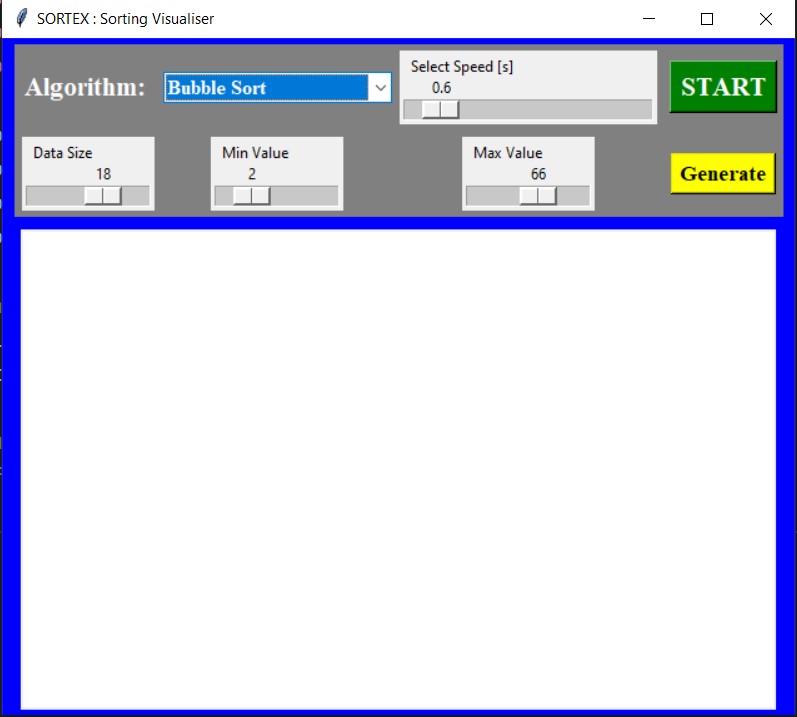 SORTEX : Sorting Visualiser
Algorithm:
Bubble Sort
Select Speed [s]
0.6
START
Data Size
18
Min Value
2
Max Value
66
Generate